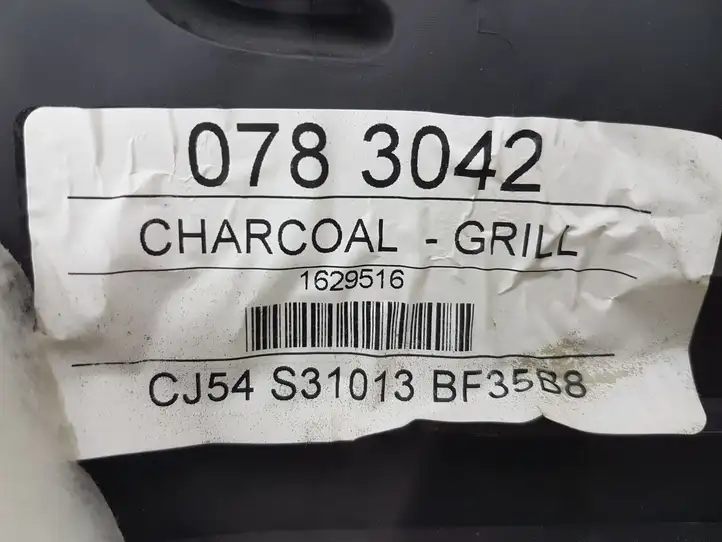 078 3042
CHARCOAL - GRILL
1629516
CJ54 S31013 BF35B8